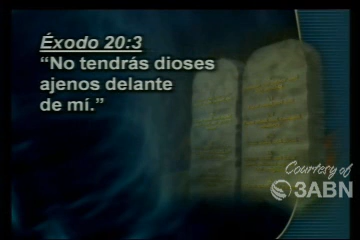 Éxodo 20:3
“No tendrás dioses
ajenos delante
de mí.”
Courtesy of
3ABN